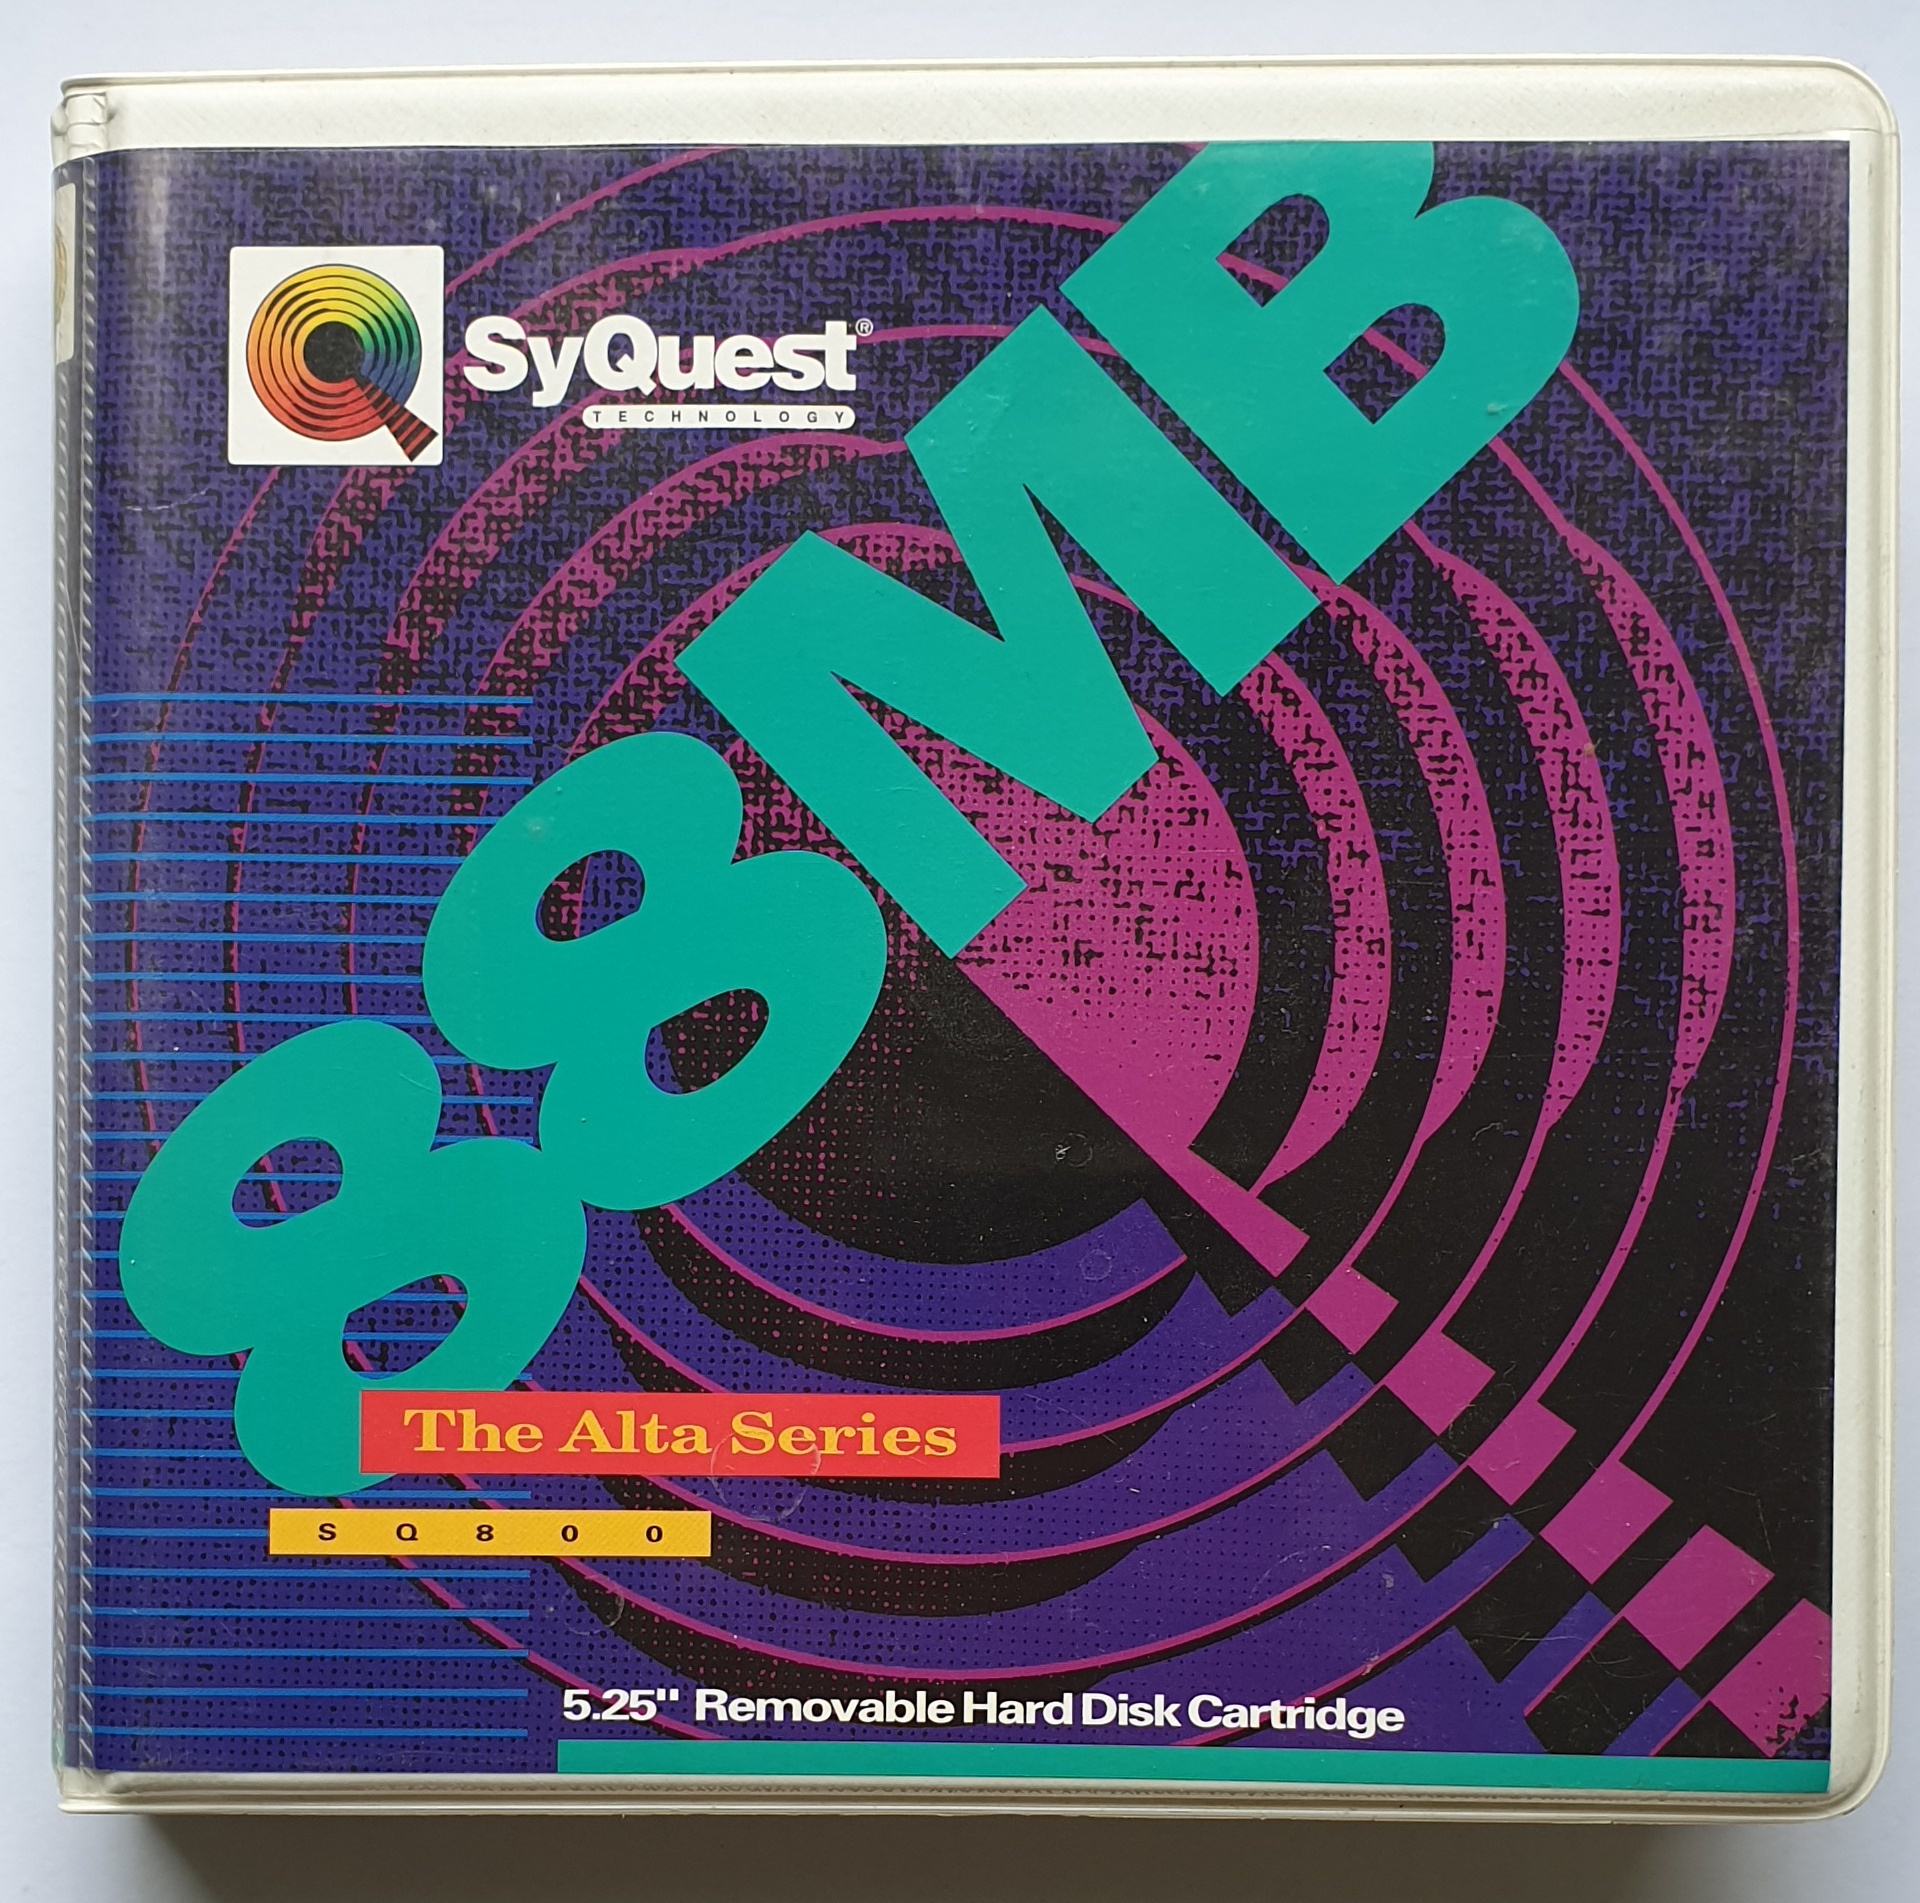 SyQuest®
TECHNOLOGY
88MB
The Alta Series
SQ800
5.25" Removable Hard Disk Cartridge